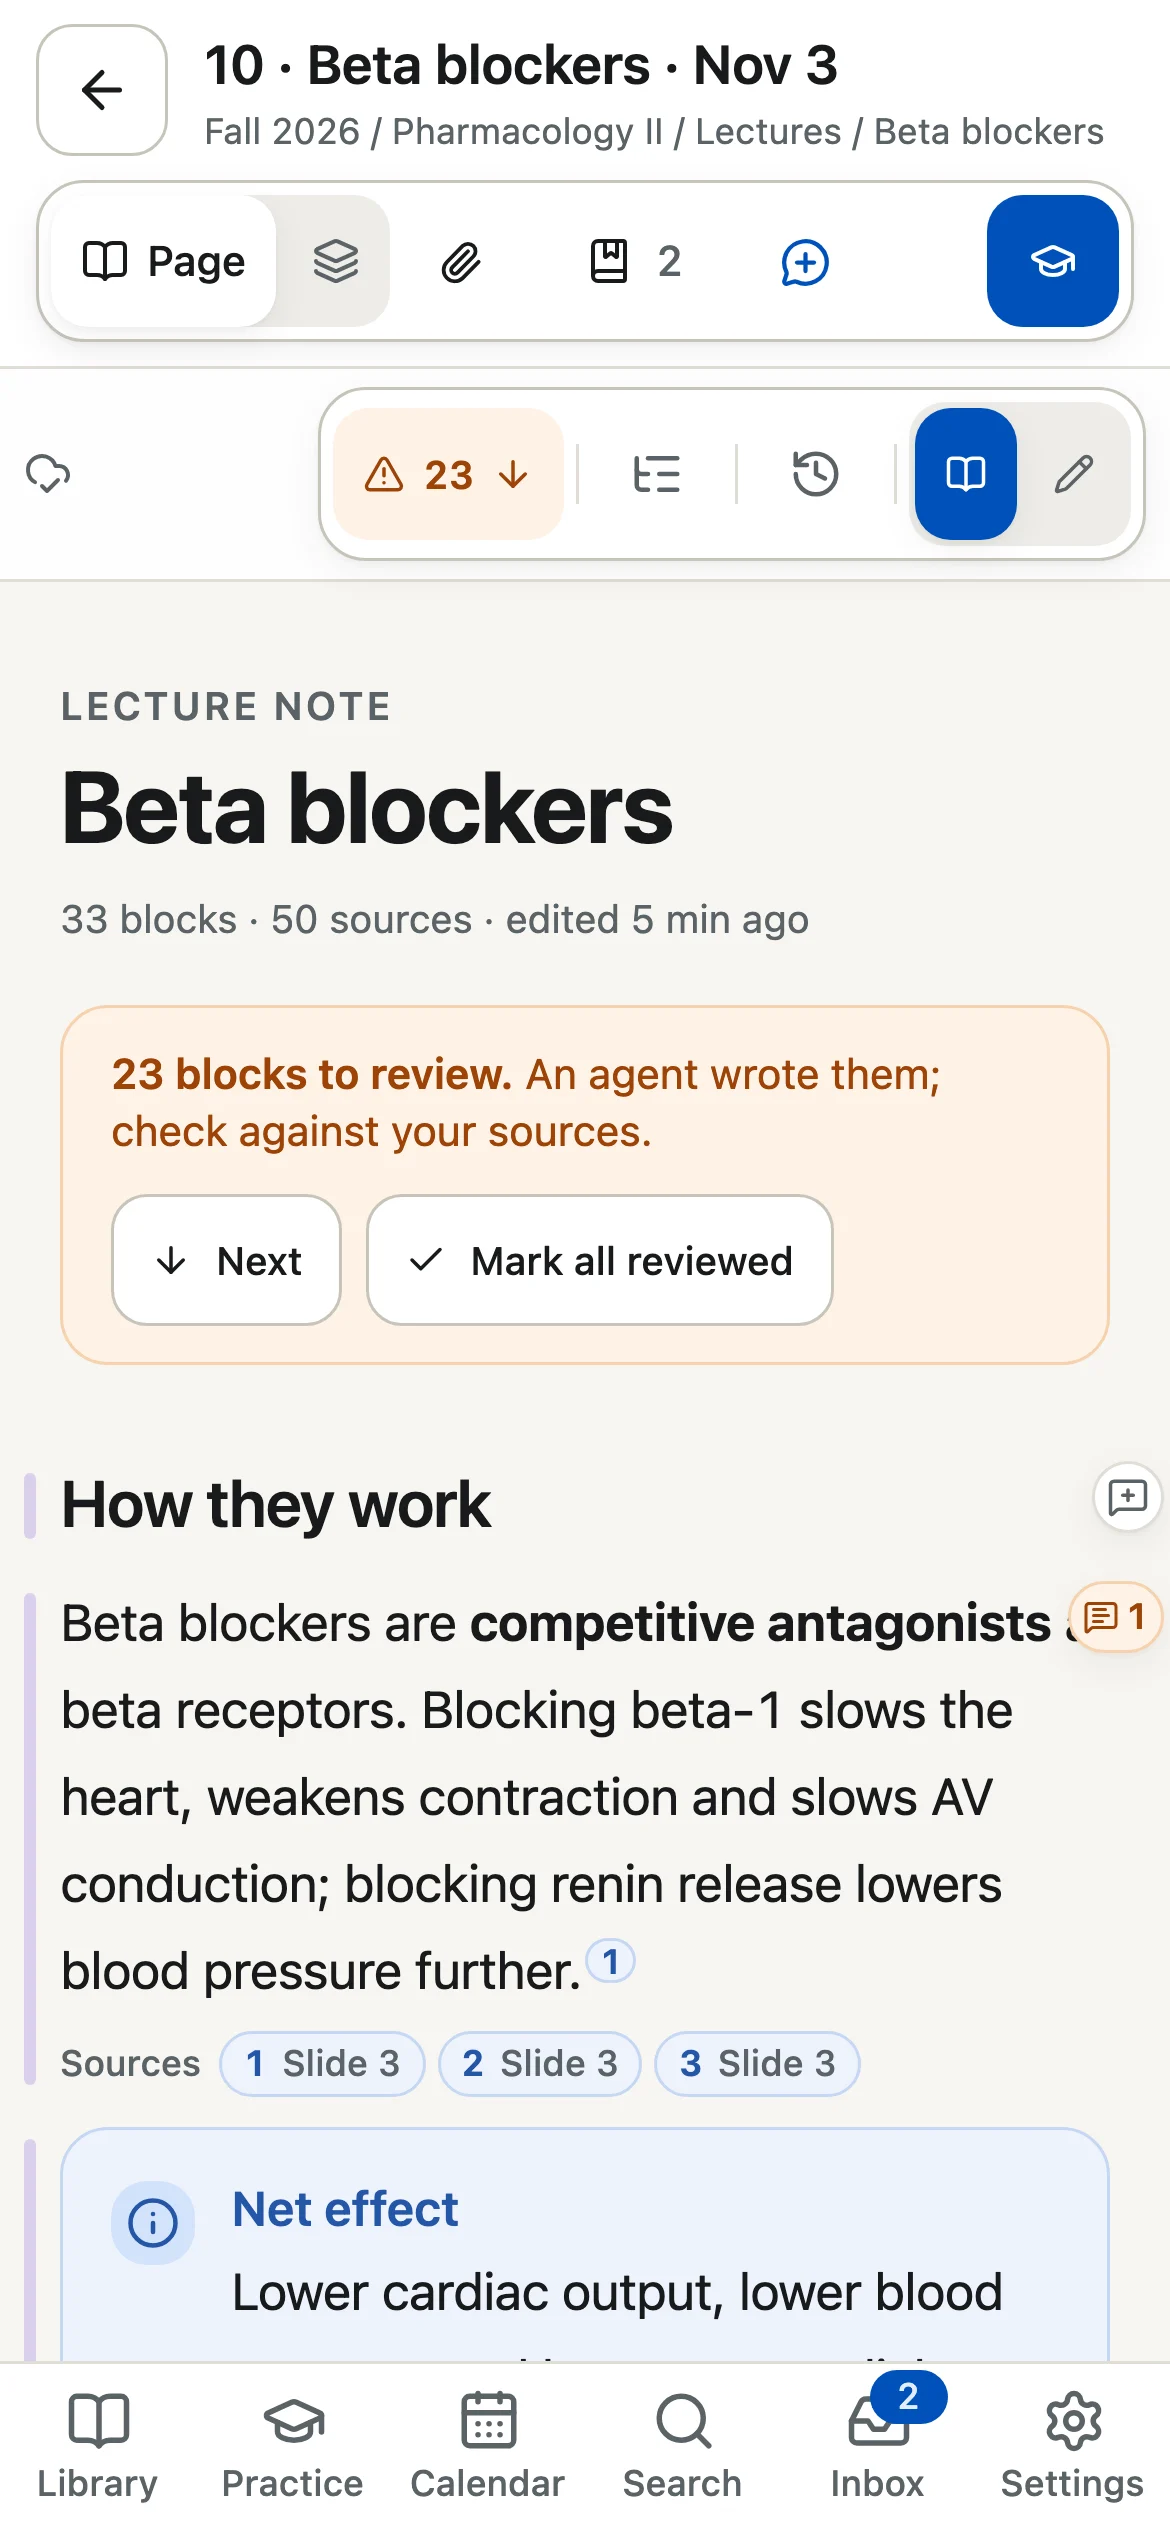 10 · Beta blockers · Nov 3
Fall 2026 / Pharmacology II / Lectures / Beta blockers
Page
2
23
LECTURE NOTE
Beta blockers
33 blocks · 50 sources · edited 5 min ago
23 blocks to review. An agent wrote them;
check against your sources.
Next
Mark all reviewed
How they work
Beta blockers are competitive antagonists
1
beta receptors. Blocking beta-1 slows the
heart, weakens contraction and slows AV
conduction; blocking renin release lowers
blood pressure further. 1
Sources 1 Slide 3 2 Slide 3 3 Slide 3
Net effect
Lower cardiac output, lower blood
2
Library Practice Calendar Search Inbox Settings